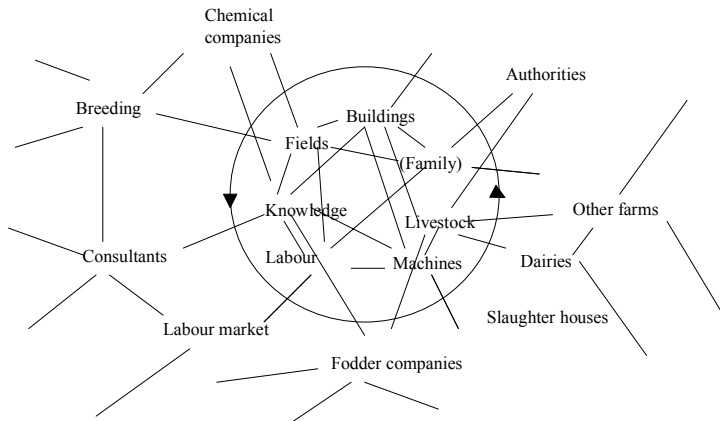 Chemical
companies
Authorities
Breeding
Buildings
Fields
(Family)
Knowledge
Livestock
Other farms
Consultants
Labour
Machines
Dairies
Labour market
Slaughter houses
Fodder companies